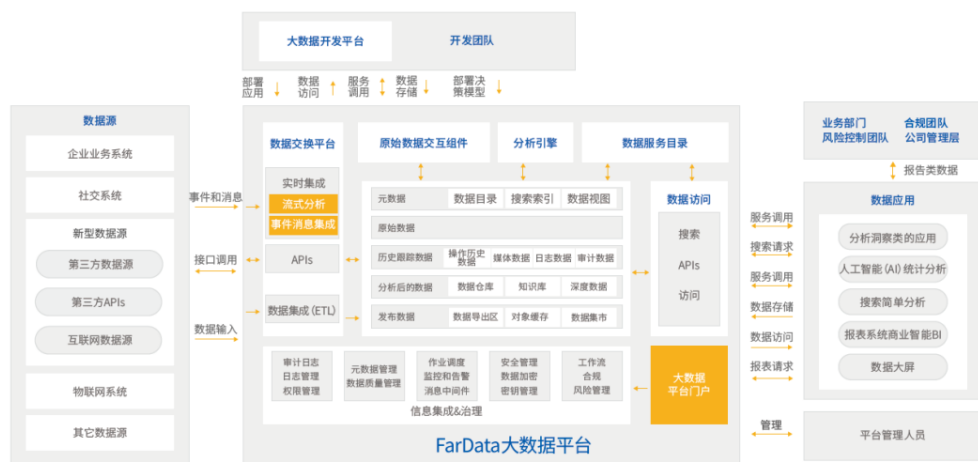 大数据开发平台
开发团队
部署
应用
数据
访问
服务
调用
数据
存储
部署决
策模型
数据源
企业业务系统
社交系统
新型数据源
第三方数据源
第三方APIs
互联网数据源
物联网系统
其它数据源
事件和消息
接口调用
数据输入
数据交换平台
实时集成
流式分析
事件消息集成
APIs
数据集成(ETL)
原始数据交互组件
分析引擎
数据服务目录
元数据
数据目录
搜索索引
数据视图
原始数据
历史跟踪数据
操作历史
数据
媒体数据
日志数据
审计数据
分析后的数据
数据仓库
知识库
深度数据
发布数据
数据导出区
对象缓存
数据集市
数据访问
搜索
APIs
访问
审计日志
日志管理
权限管理
元数据管理
数据质量管理
作业调度
监控和告警
消息中间件
安全管理
数据加密
密钥管理
工作流
合规
风险管理
信息集成&治理
大数据
平台门户
FarData大数据平台
服务调用
搜索请求
服务调用
数据存储
数据访问
报表请求
管理
业务部门
风险控制团队
合规团队
公司管理层
报告类数据
数据应用
分析洞察类的应用
人工智能(AI)统计分析
搜索简单分析
报表系统商业智能BI
数据大屏
平台管理人员